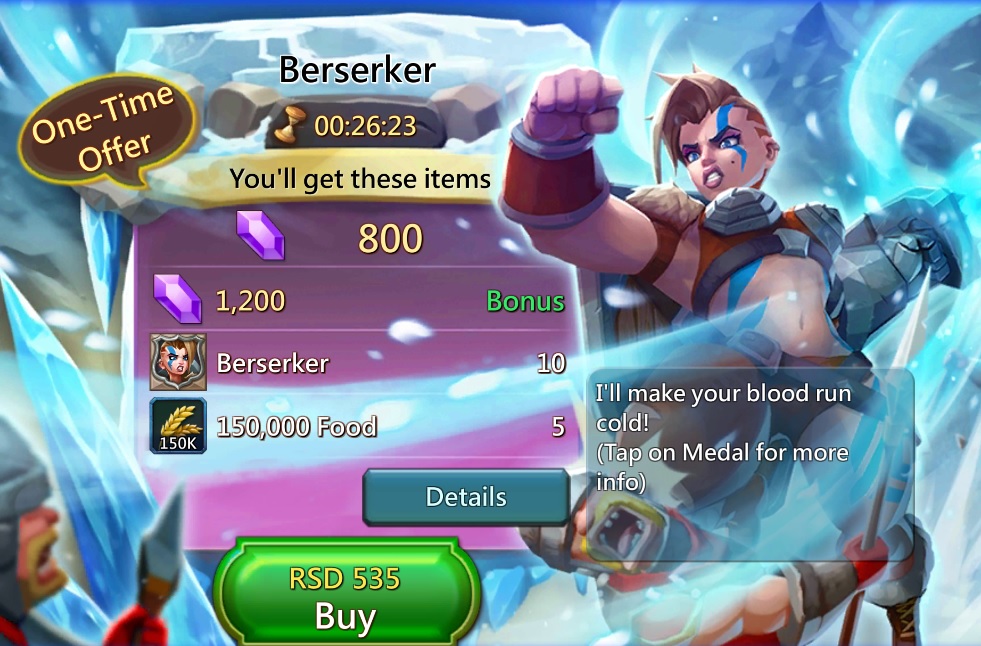 One-Time
Offer
Berserker
00:26:23
You'll get these items
800
1,200 Bonus
Berserker 10
150K 150,000 Food 5
I'll make your blood run
cold!
(Tap on Medal for more
info)
Details
RSD 535
Buy